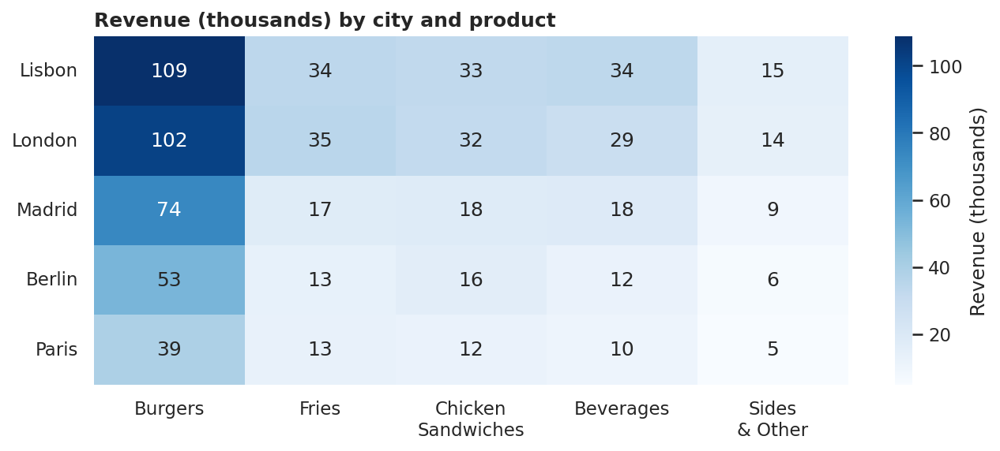 Revenue (thousands) by city and product
Lisbon 109 34 33 34 15
London 102 35 32 29 14
Madrid 74 17 18 18 9
Berlin 53 13 16 12 6
Paris 39 13 12 10 5
Burgers Fries Chicken Beverages Sides
Sandwiches & Other
100
80
60
40
20
Revenue (thousands)